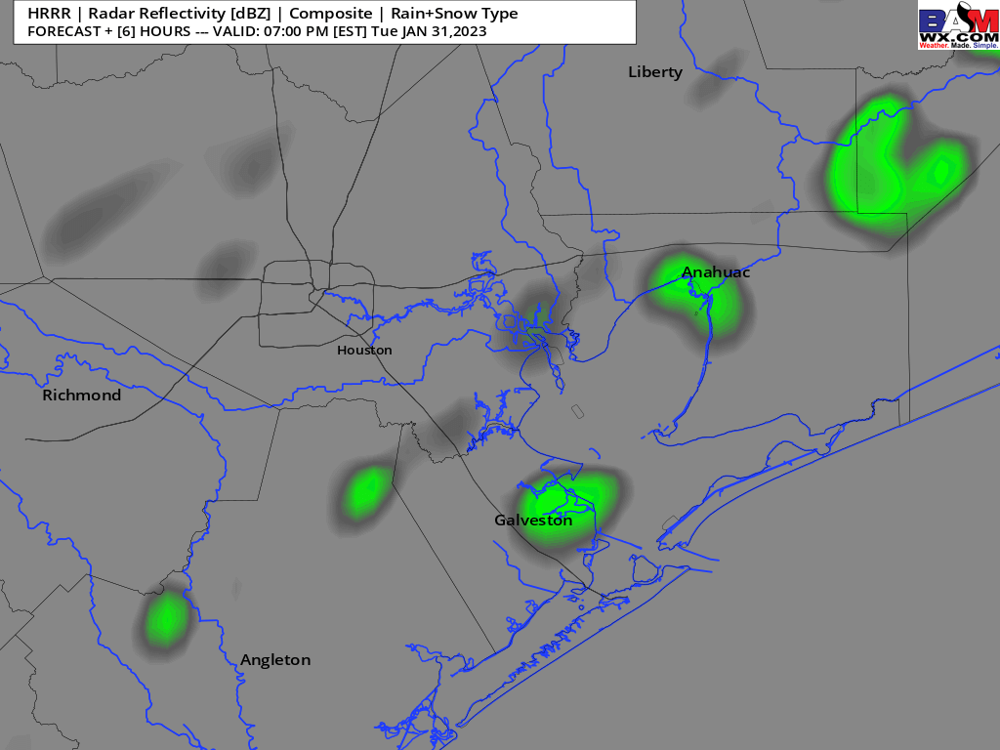 HRRR | Radar Reflectivity [dBZ] | Composite | Rain+Snow Type
FORECAST + [6] HOURS --- VALID: 07:00 PM [EST] Tue JAN 31,2023
BAM
WX.COM
Weather. Made. Simple.
Liberty
Anahuac
Houston
Richmond
Galveston
Angleton